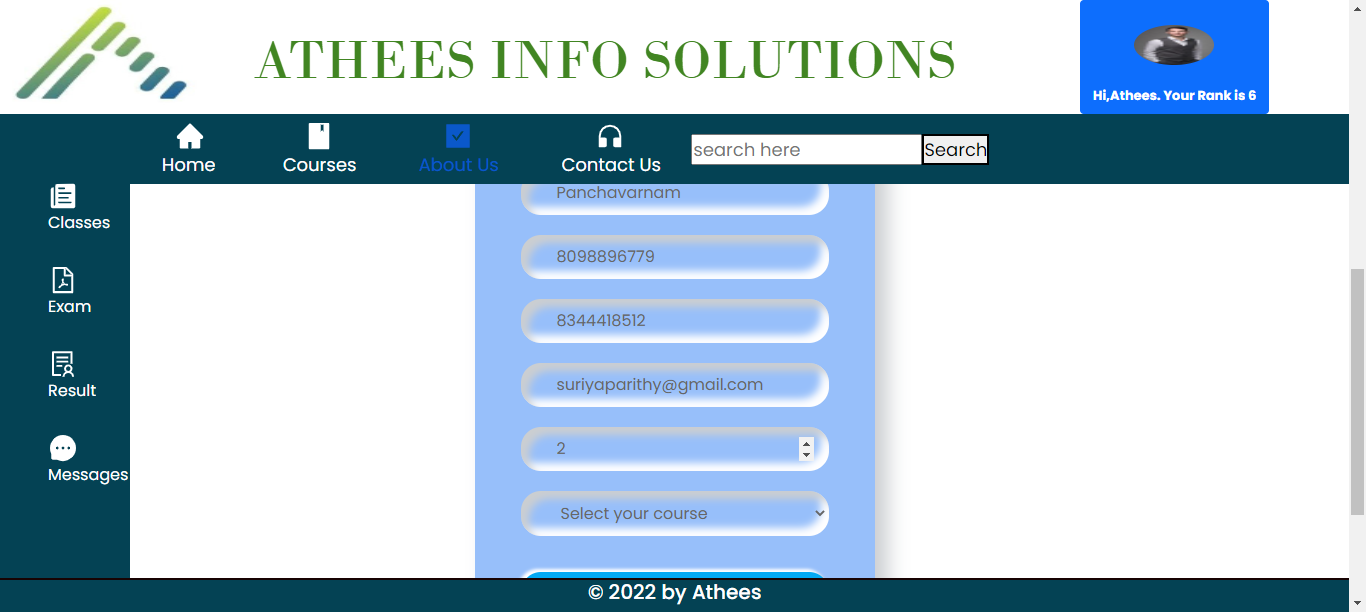 ATHEES INFO SOLUTIONS
Hi,Athees. Your Rank is 6
Home
Courses
About Us
Contact Us
search here
Search
Classes
Exam
Result
Messages
Panchavarnam
8098896779
8344418512
suriyaparithy@gmail.com
2
Select your course
© 2022 by Athees